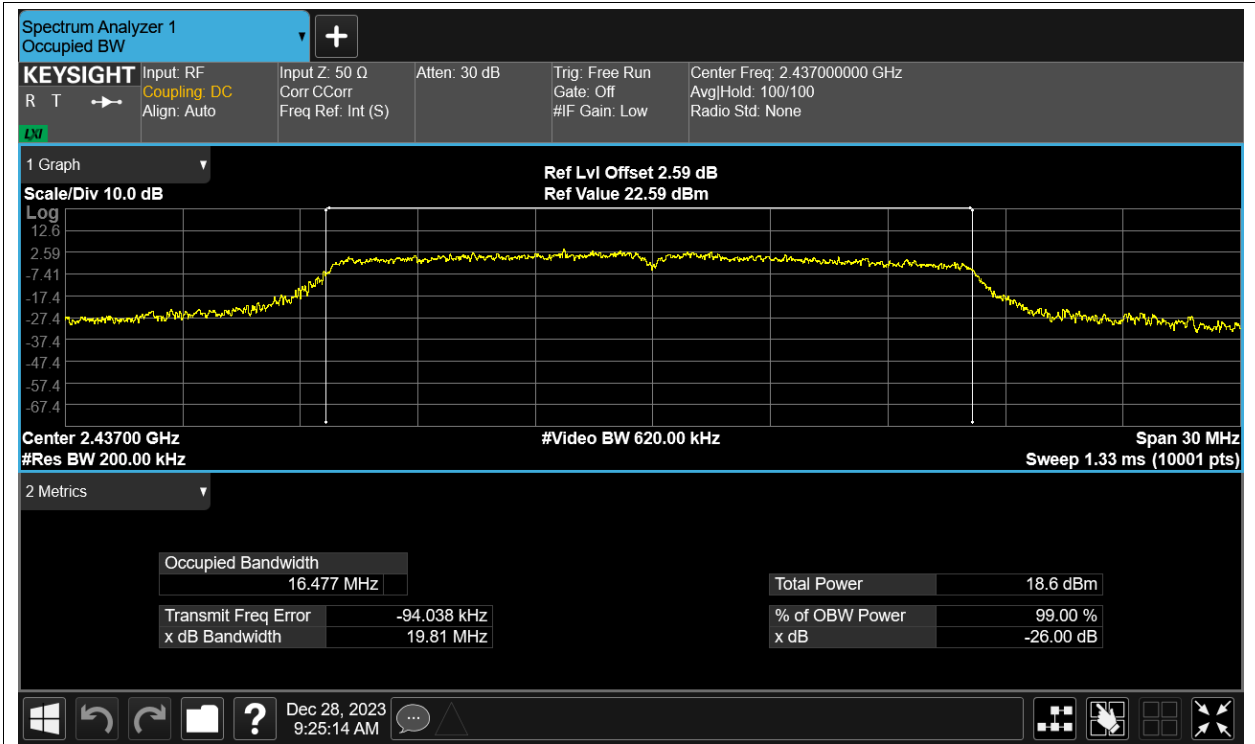 Spectrum Analyzer 1
Occupied BW
▼
+
KEYSIGHT
R T
LXI
Input: RF
Coupling: DC
Align: Auto
Input Z: 50 Ω
Corr CCorr
Freq Ref: Int (S)
Atten: 30 dB
Trig: Free Run
Gate: Off
#IF Gain: Low
Center Freq: 2.437000000 GHz
Avg|Hold: 100/100
Radio Std: None
1 Graph ▼
Scale/Div 10.0 dB
Ref Lvl Offset 2.59 dB
Ref Value 22.59 dBm
Log
12.6
2.59
-7.41
-17.4
-27.4
-37.4
-47.4
-57.4
-67.4
Center 2.43700 GHz
#Res BW 200.00 kHz
#Video BW 620.00 kHz
Span 30 MHz
Sweep 1.33 ms (10001 pts)
2 Metrics ▼
Occupied Bandwidth
16.477 MHz
Transmit Freq Error -94.038 kHz
x dB Bandwidth 19.81 MHz
Total Power 18.6 dBm
% of OBW Power 99.00 %
x dB -26.00 dB
?
Dec 28, 2023
9:25:14 AM